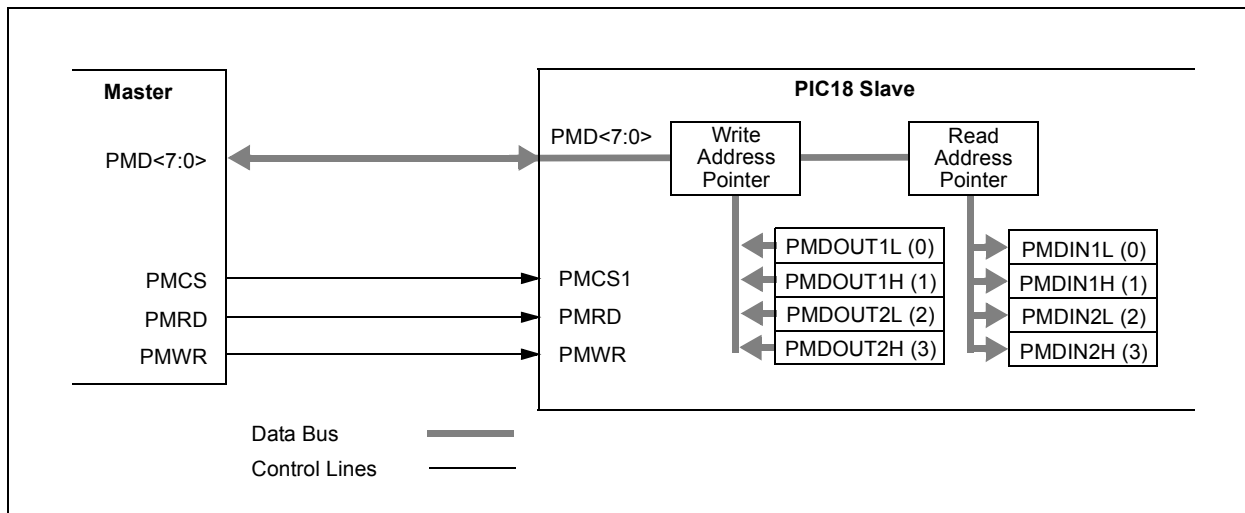 Master
PIC18 Slave
PMD<7:0>
PMD<7:0>
Write
Address
Pointer
Read
Address
Pointer
PMDOUT1L (0)
PMDOUT1H (1)
PMDOUT2L (2)
PMDOUT2H (3)
PMDIN1L (0)
PMDIN1H (1)
PMDIN2L (2)
PMDIN2H (3)
PMCS
PMCS1
PMRD
PMRD
PMWR
PMWR
Data Bus
Control Lines